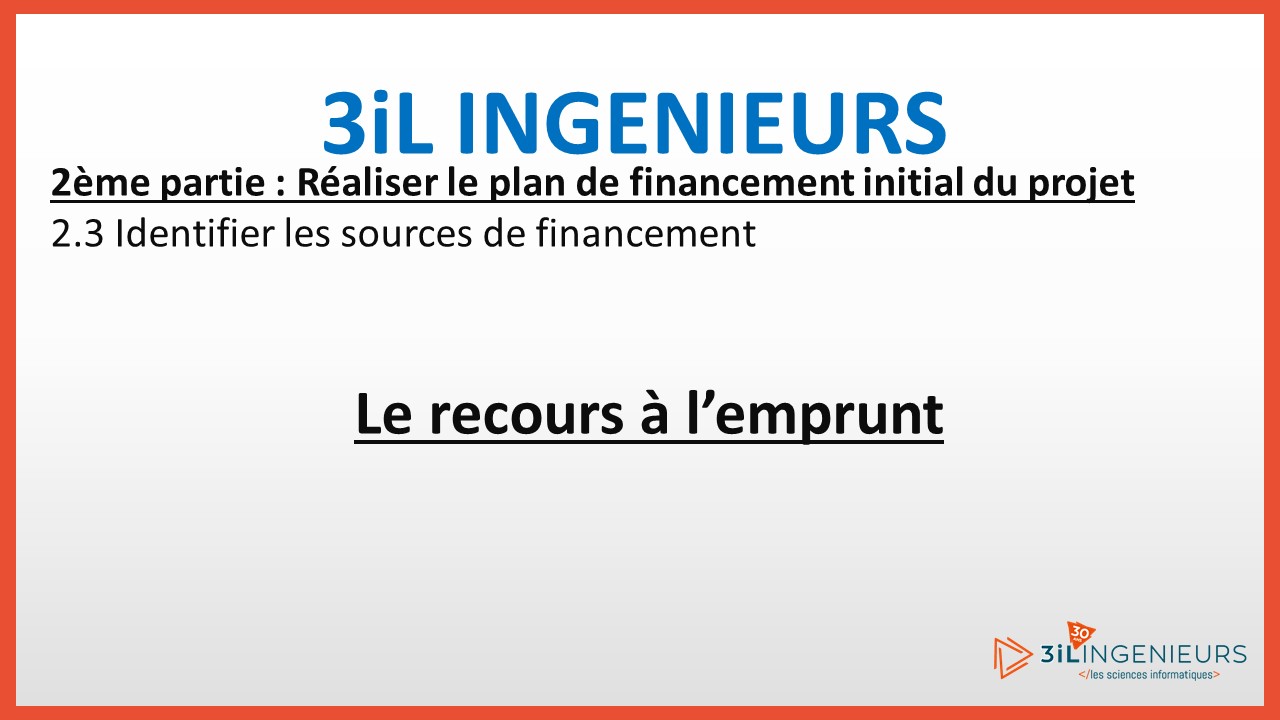 3iL INGENIEURS
2ème partie : Réaliser le plan de financement initial du projet
2.3 Identifier les sources de financement
Le recours à l’emprunt
30
3iLINGENIEURS
</les sciences informatiques>